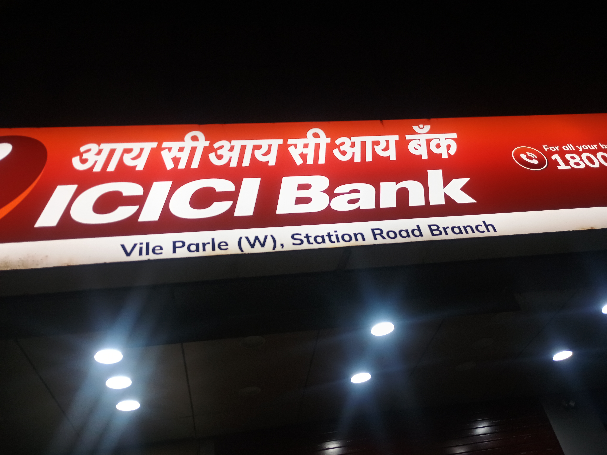 आय सी आय सी आय बँक
ICICI Bank
Vile Parle (W), Station Road Branch
For all your
1800